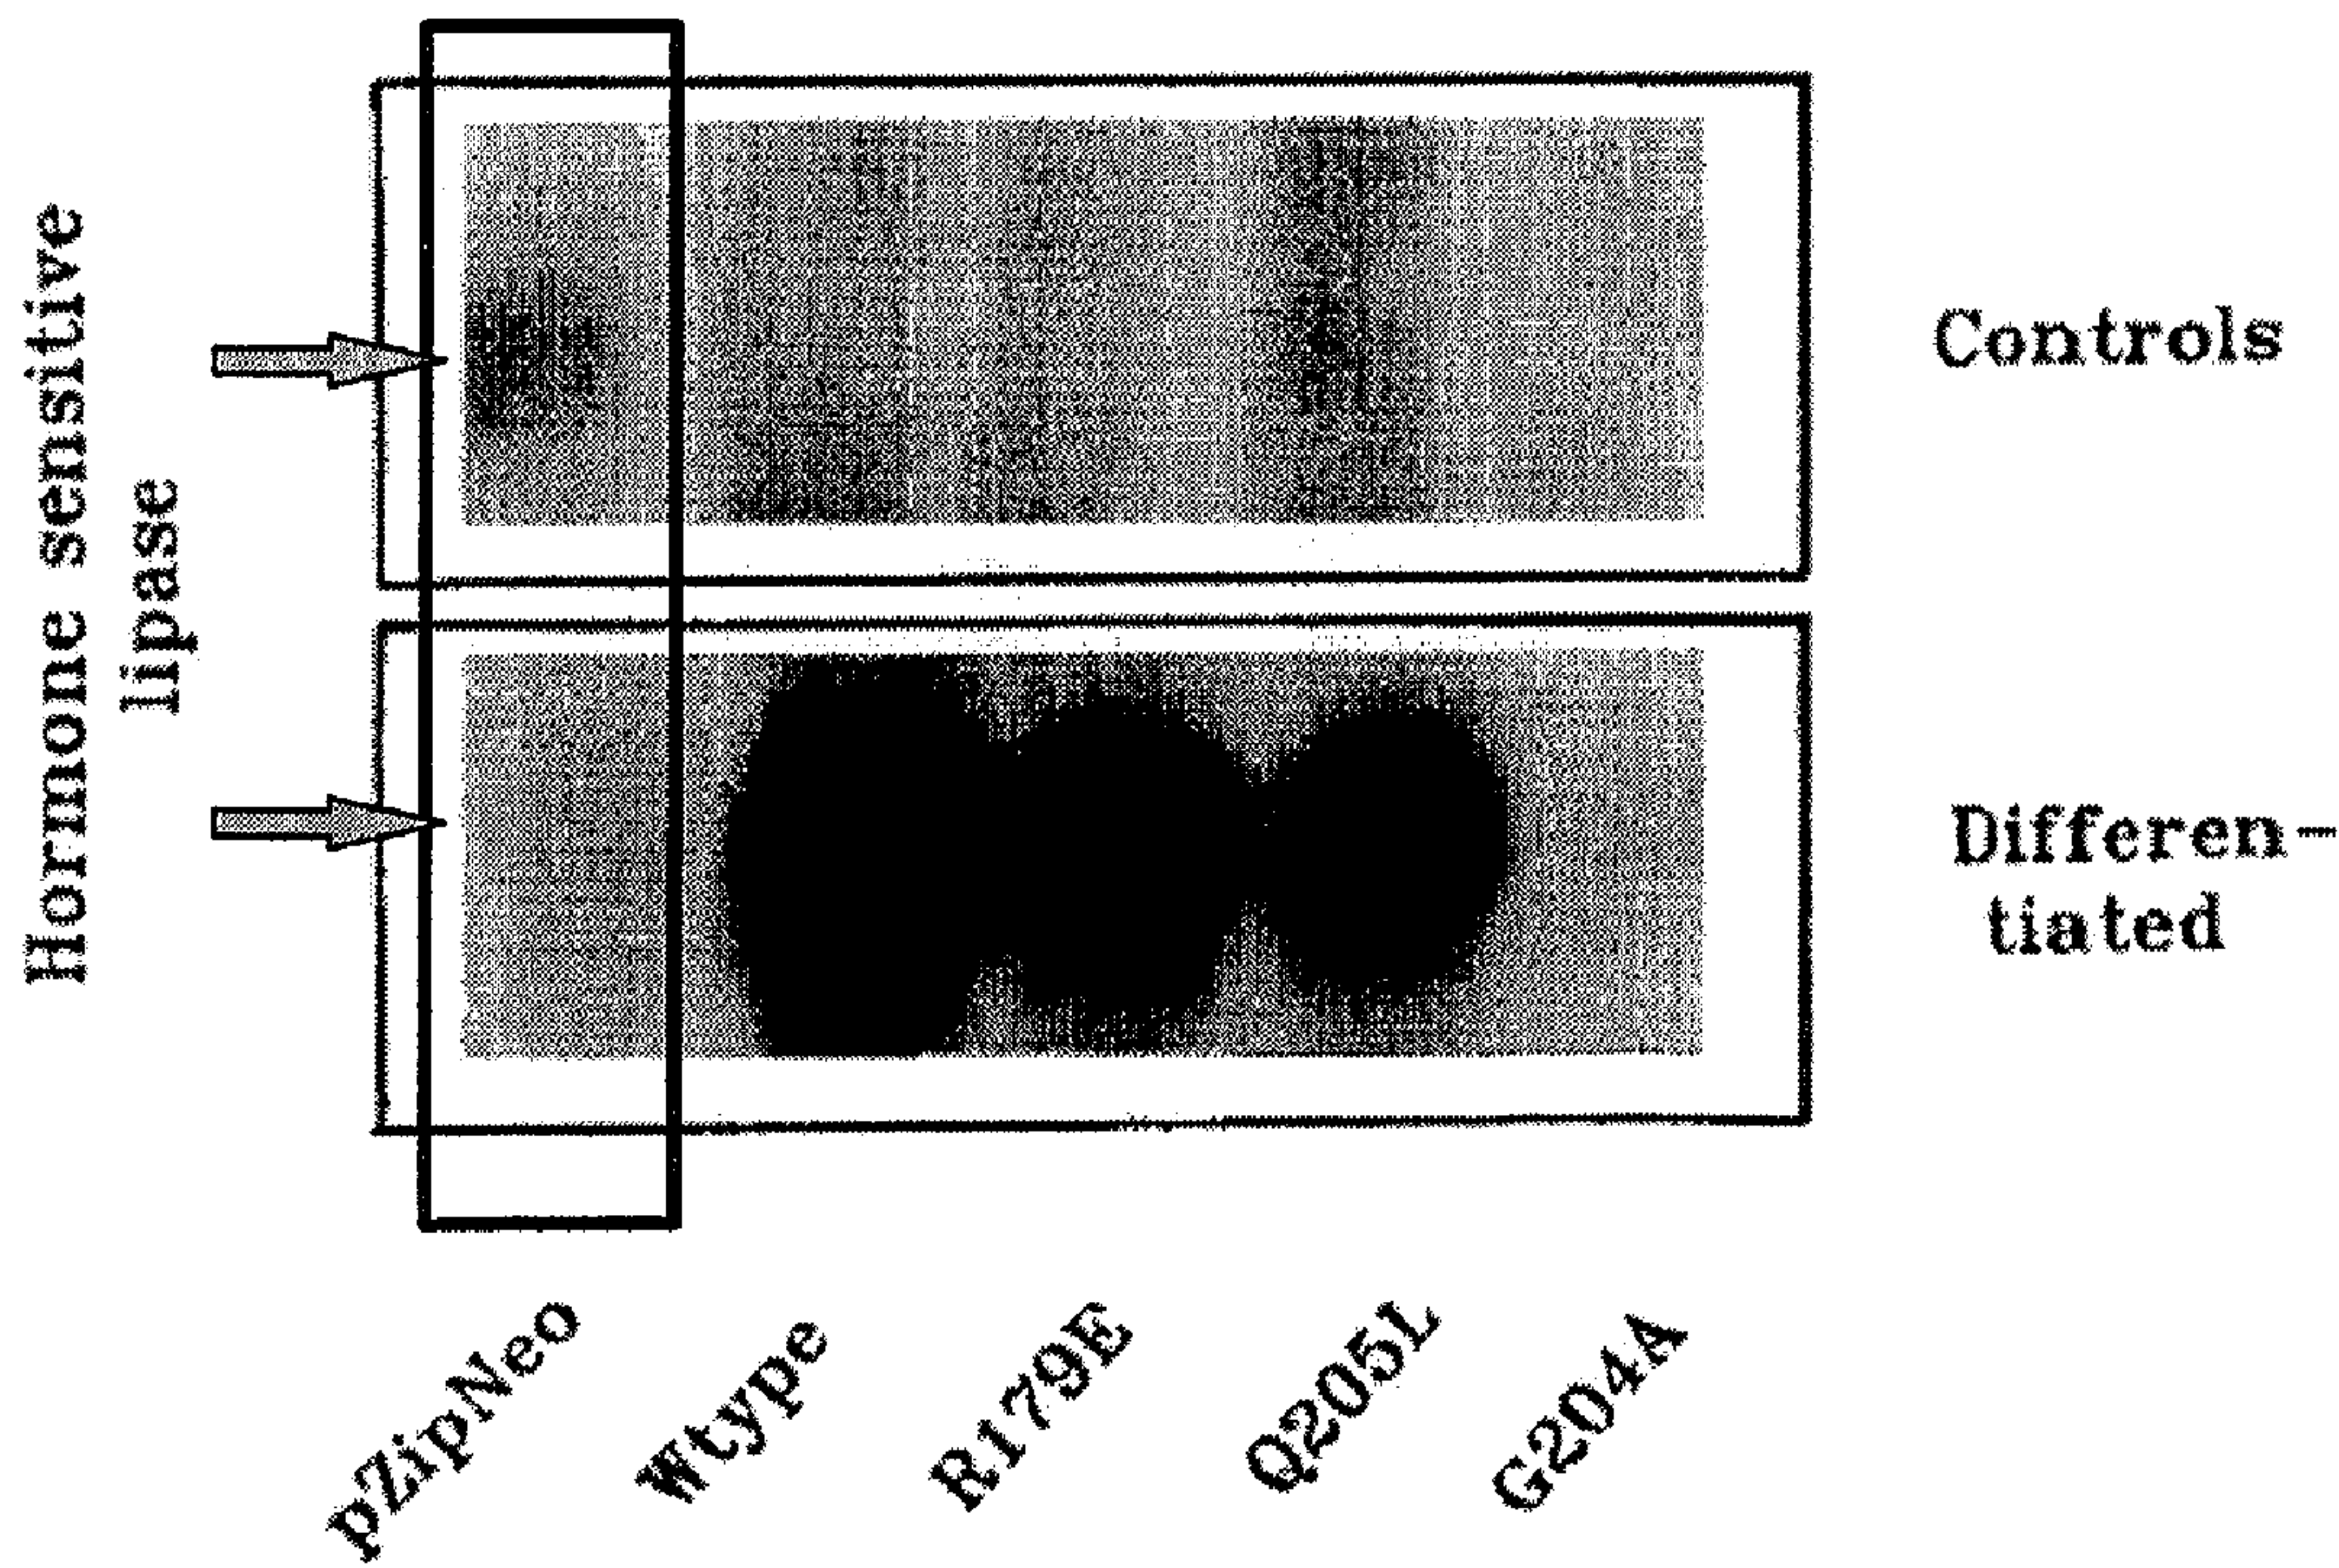 Hormone sensitive
lipase
Controls
Differen-
tiated
pZipNeo
Wtype
R179E
Q205L
G204A